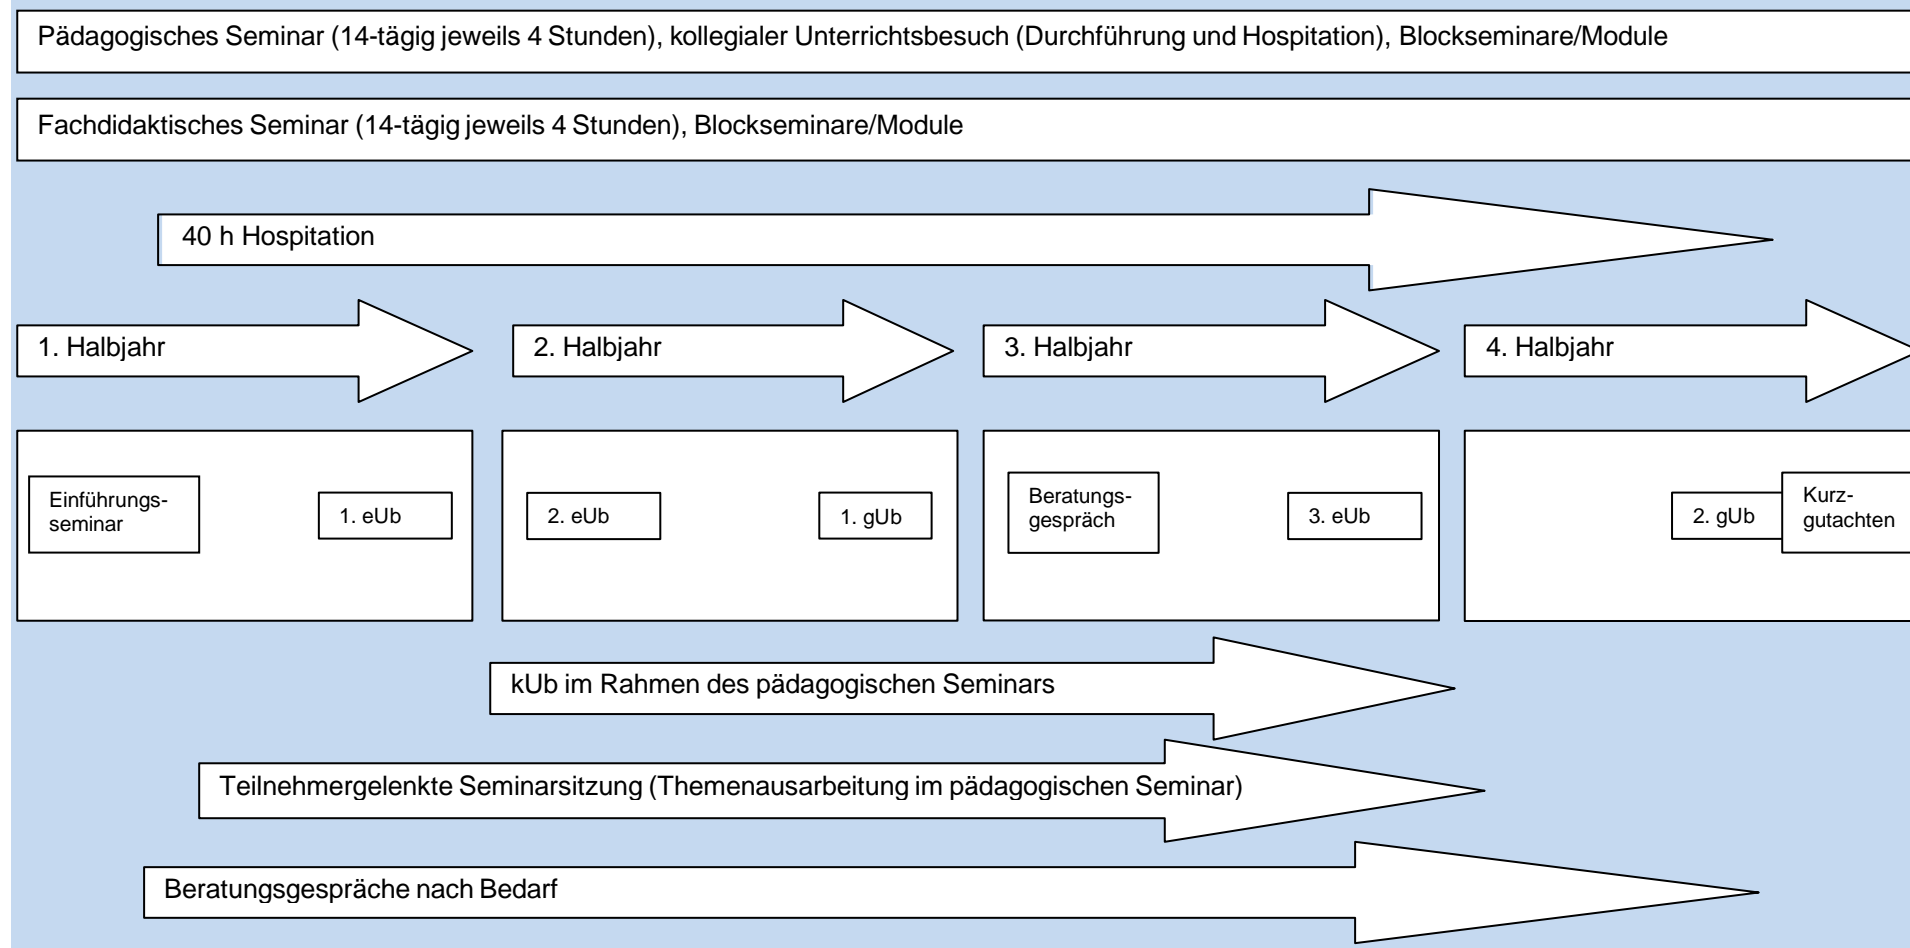 Pädagogisches Seminar (14-tägig jeweils 4 Stunden), kollegialer Unterrichtsbesuch (Durchführung und Hospitation), Blockseminare/Module
Fachdidaktisches Seminar (14-tägig jeweils 4 Stunden), Blockseminare/Module
40 h Hospitation
1. Halbjahr
2. Halbjahr
3. Halbjahr
4. Halbjahr
Einführungs-
seminar
1. eUb
2. eUb
1. gUb
Beratungs-
gespräch
3. eUb
2. gUb
Kurz-
gutachten
kUb im Rahmen des pädagogischen Seminars
Teilnehmergelenkte Seminarsitzung (Themenausarbeitung im pädagogischen Seminar)
Beratungsgespräche nach Bedarf